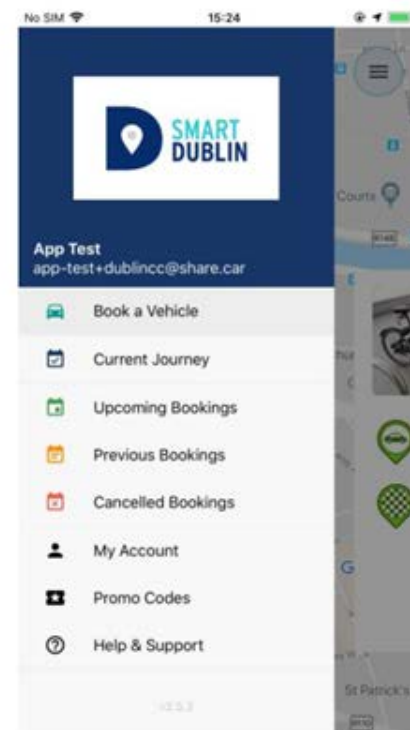 No SIM
15:24
SMART
DUBLIN
App Test
app-test+dublincc@share.car
Book a Vehicle
Current Journey
Upcoming Bookings
Previous Bookings
Cancelled Bookings
My Account
Promo Codes
Help & Support
Courts
R148
G
St Patrick's